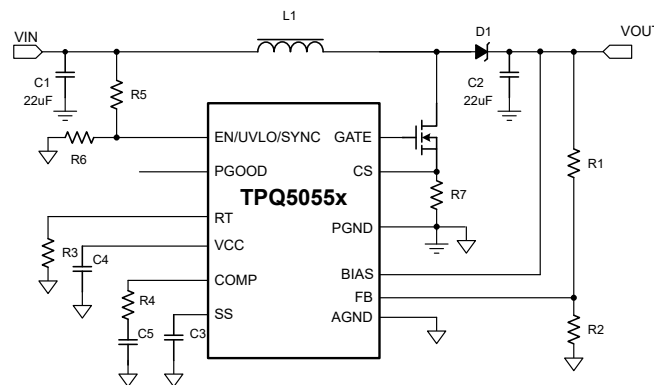 L1
VIN
D1
VOUT
C1
22uF
R5
C2
22uF
R6
EN/UVLO/SYNC
GATE
PGOOD
CS
TPQ5055x
R7
R1
RT
PGND
R3
C4
VCC
COMP
BIAS
R4
FB
C5
SS
C3
AGND
R2